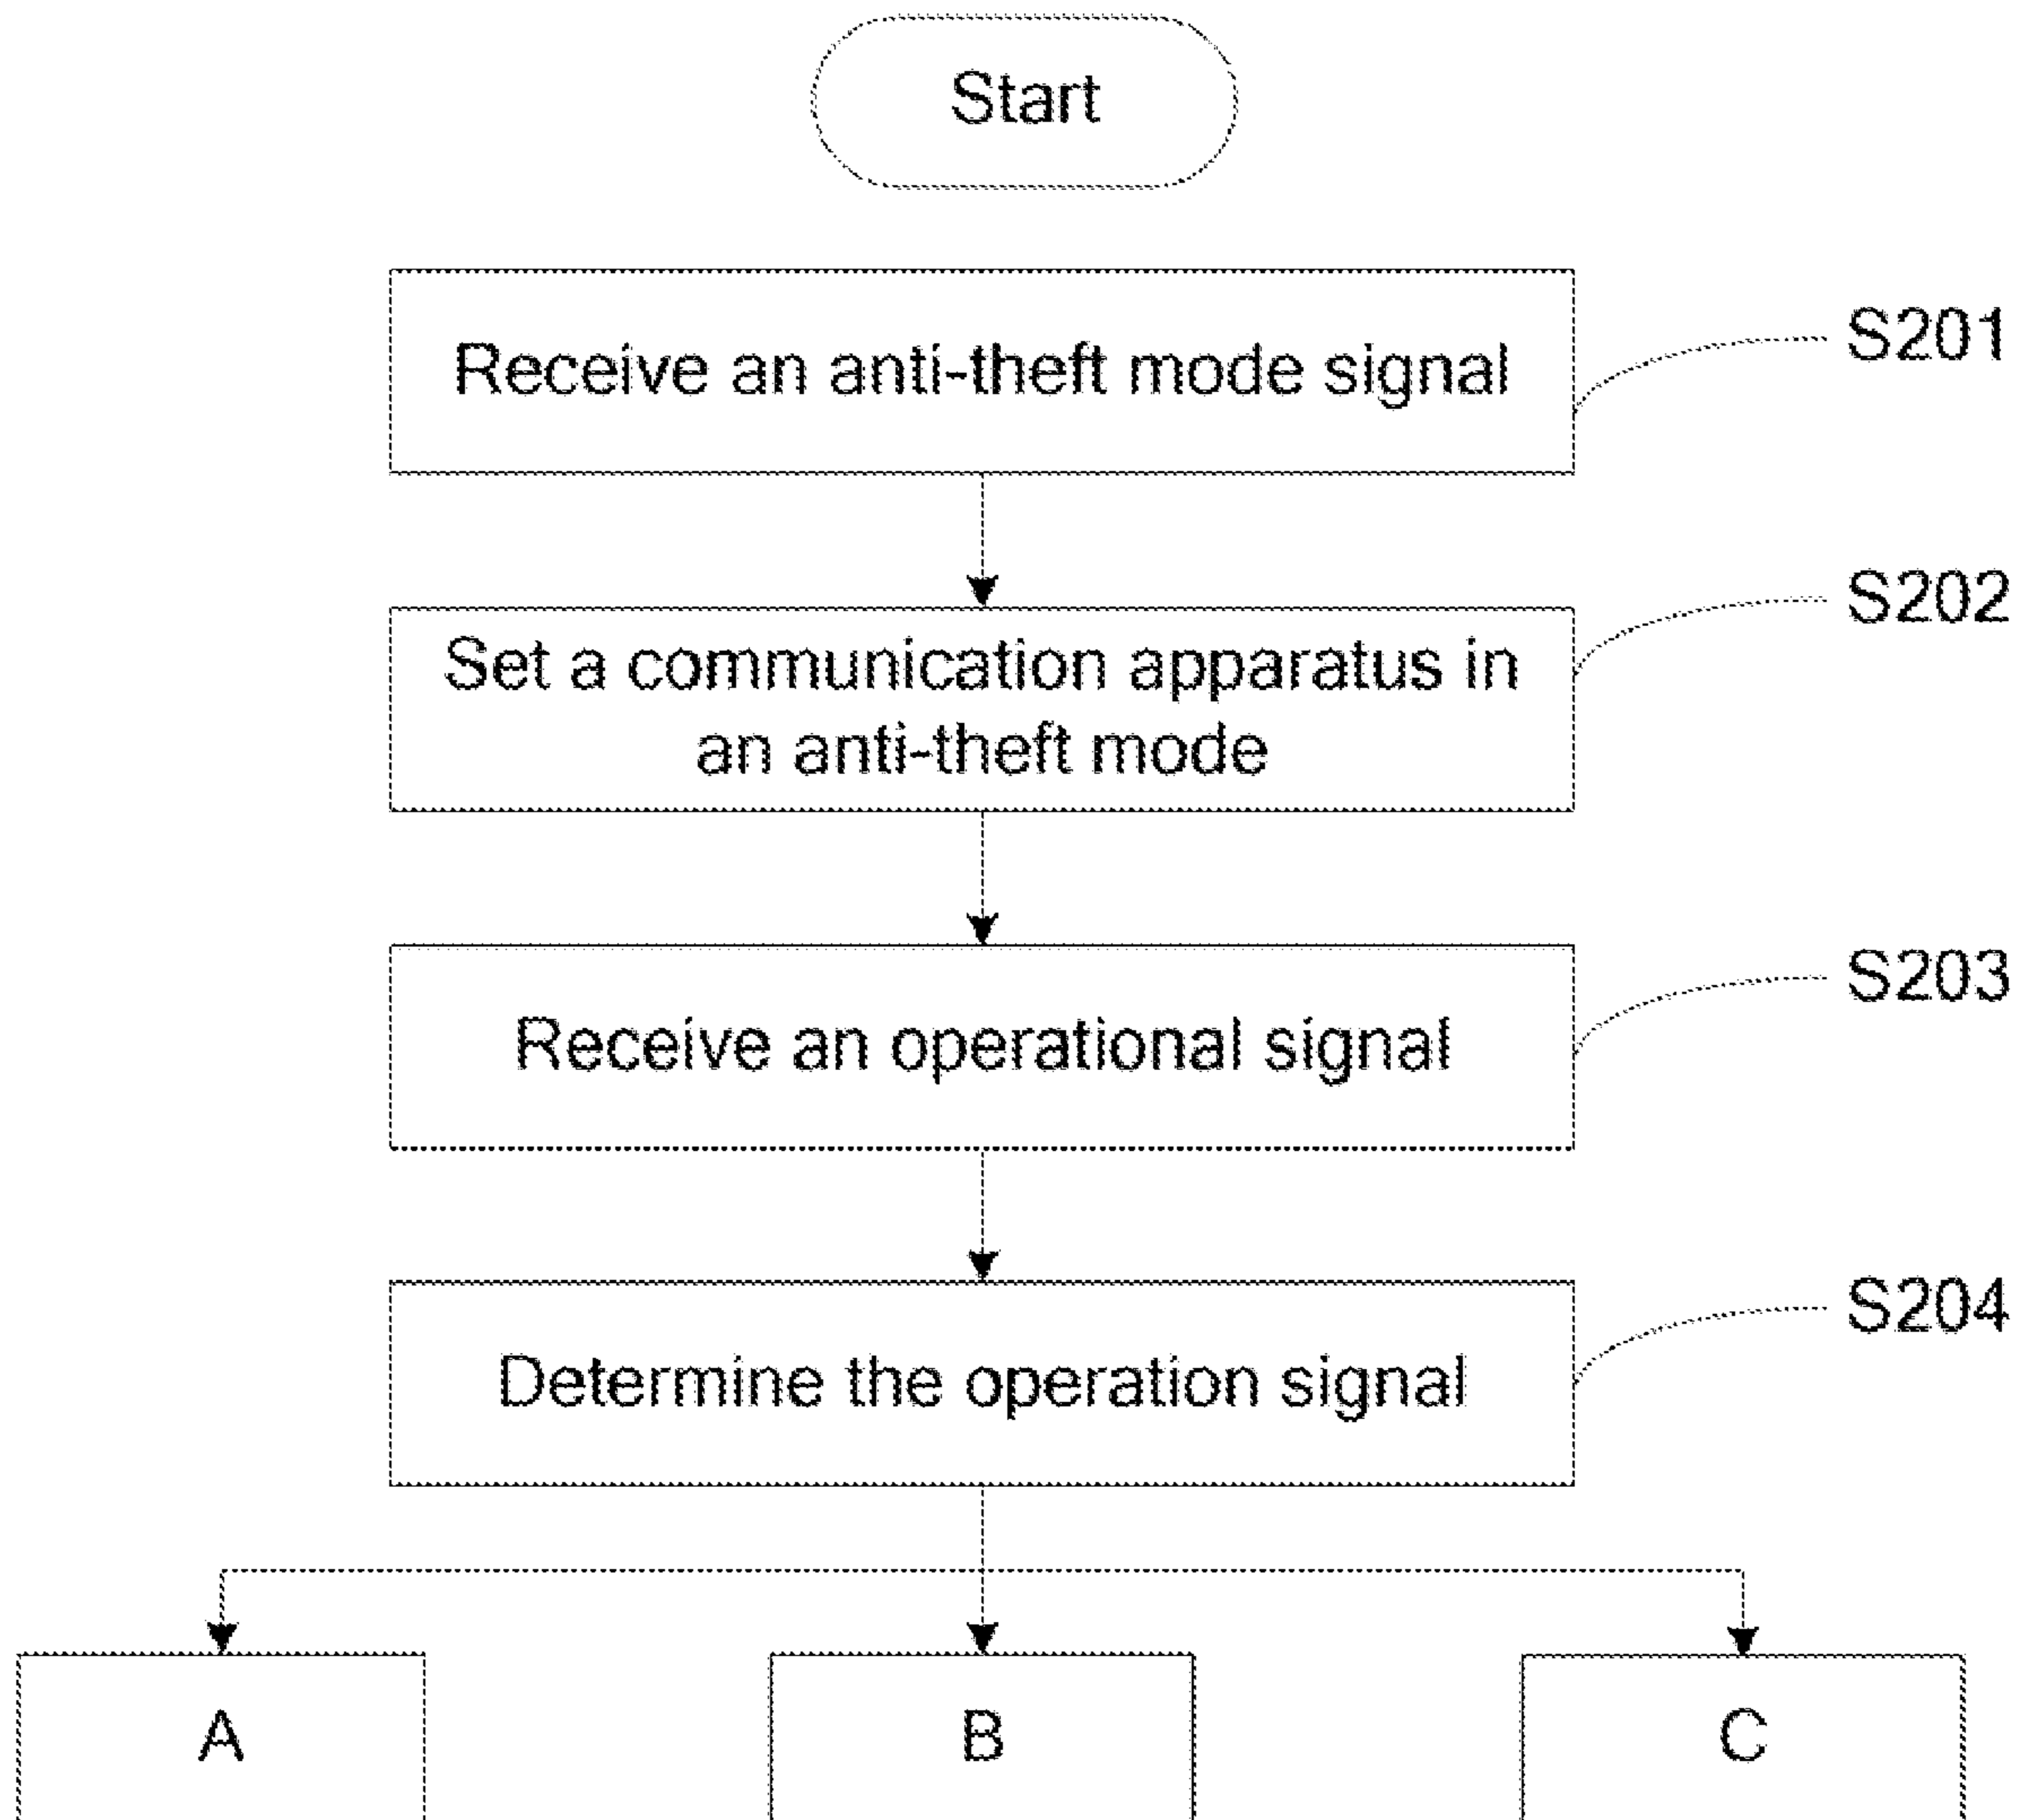 Start
Receive an anti-theft mode signal
S201
Set a communication apparatus in
an anti-theft mode
S202
Receive an operational signal
S203
Determine the operation signal
S204
A
B
C